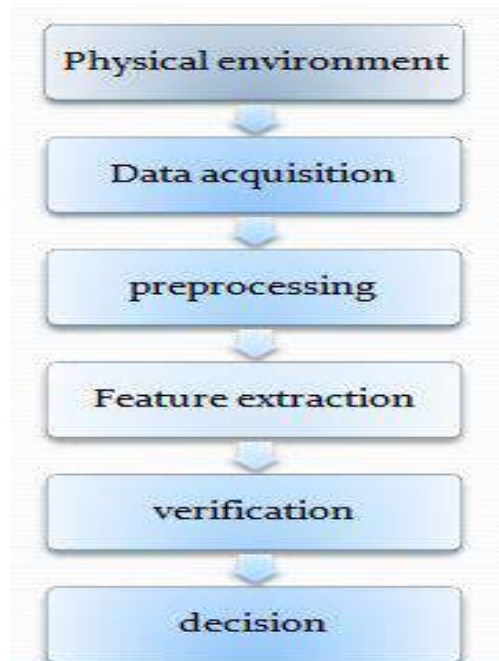 Physical environment
Data acquisition
preprocessing
Feature extraction
verification
decision